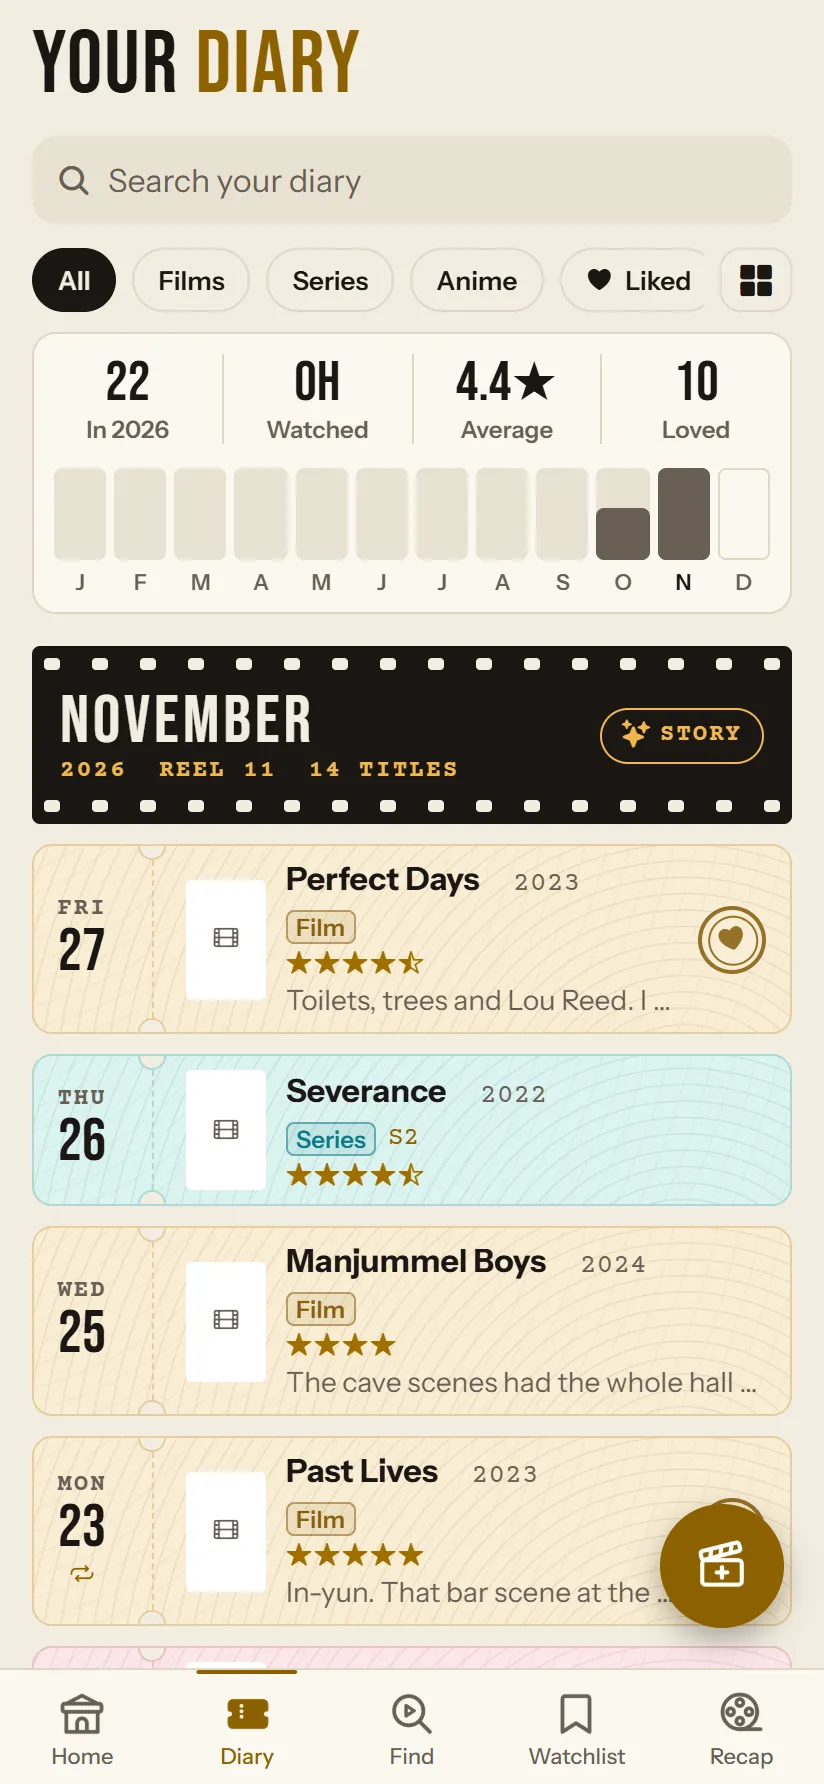 YOUR DIARY
Search your diary
All Films Series Anime Liked
22 0H 4.4★ 10
In 2026 Watched Average Loved
J F M A M J J A S O N D
NOVEMBER
STORY
2026 REEL 11 14 TITLES
FRI
27
Perfect Days 2023
Film
Toilets, trees and Lou Reed. I ...
THU
26
Severance 2022
Series S2
WED
25
Manjummel Boys 2024
Film
The cave scenes had the whole hall ...
MON
23
Past Lives 2023
Film
In-yun. That bar scene at the ...
Home Diary Find Watchlist Recap